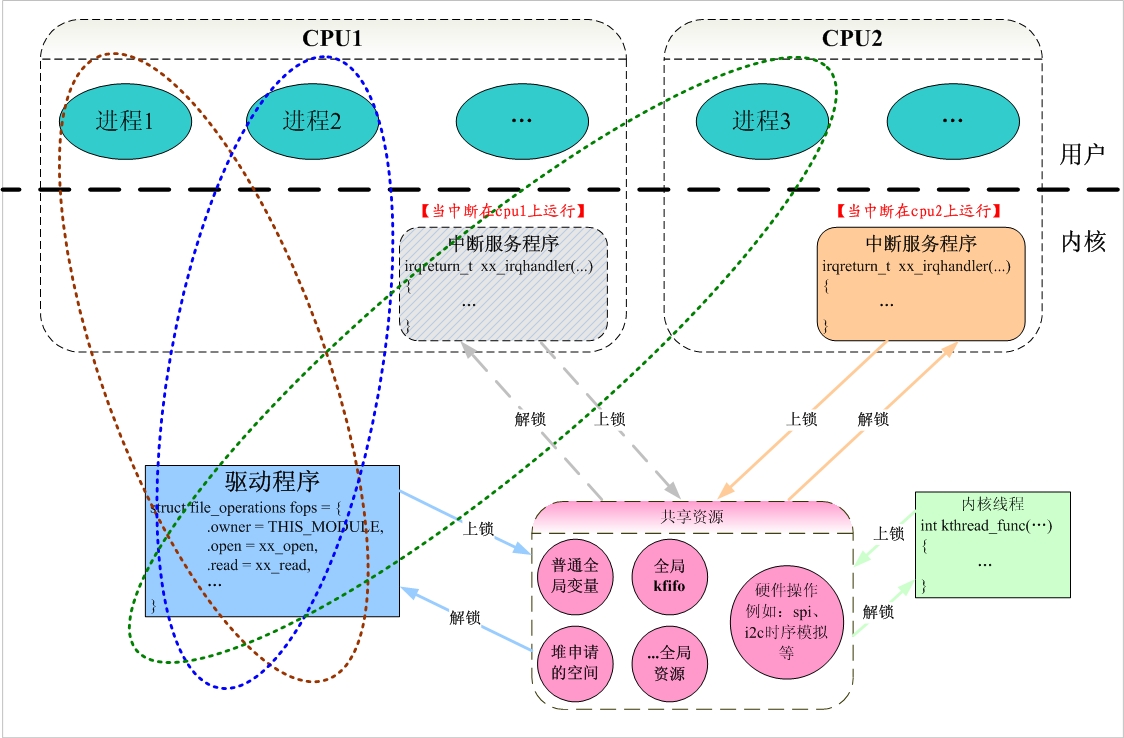 CPU1
CPU2
进程1
进程2
...
进程3
...
用户
【当中断在cpu1上运行】
【当中断在cpu2上运行】
内核
中断服务程序
irqreturn_t xx_irqhandler(...)
{
...
}
中断服务程序
irqreturn_t xx_irqhandler(...)
{
...
}
解锁
上锁
上锁
解锁
驱动程序
struct file_operations fops = {
.owner = THIS_MODULE,
.open = xx_open,
.read = xx_read,
...
}
上锁
解锁
共享资源
普通全
局变量
全局
kfifo
硬件操作
例如：spi、
i2c时序模拟
等
堆申请
的空间
...全局
资源
上锁
解锁
内核线程
int kthread_func(…)
{
...
}